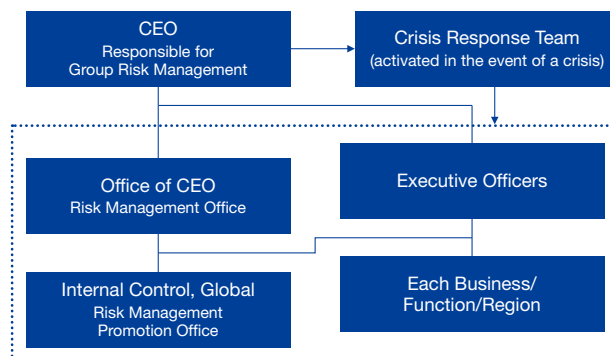 CEO
Responsible for
Group Risk Management
Crisis Response Team
(activated in the event of a crisis)
Office of CEO
Risk Management Office
Executive Officers
Internal Control, Global
Risk Management
Promotion Office
Each Business/
Function/Region